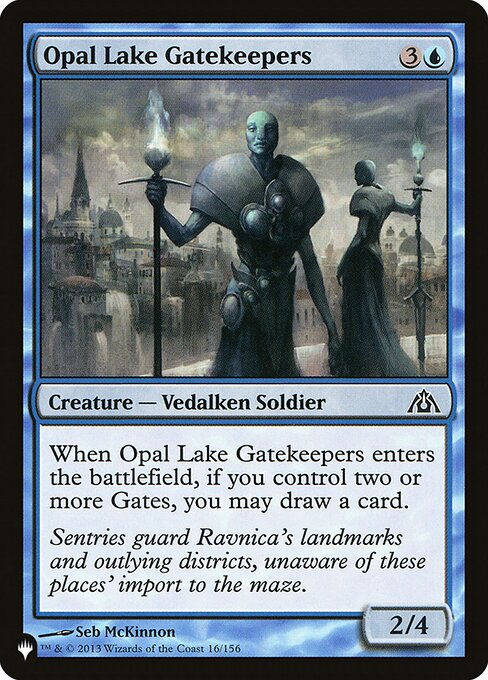 Opal Lake Gatekeepers 3
Creature — Vedalken Soldier
When Opal Lake Gatekeepers enters
the battlefield, if you control two or
more Gates, you may draw a card.
Sentries guard Ravnica's landmarks
and outlying districts, unaware of these
places' import to the maze.
Seb McKinnon
2/4
™ & © 2013 Wizards of the Coast 16/156